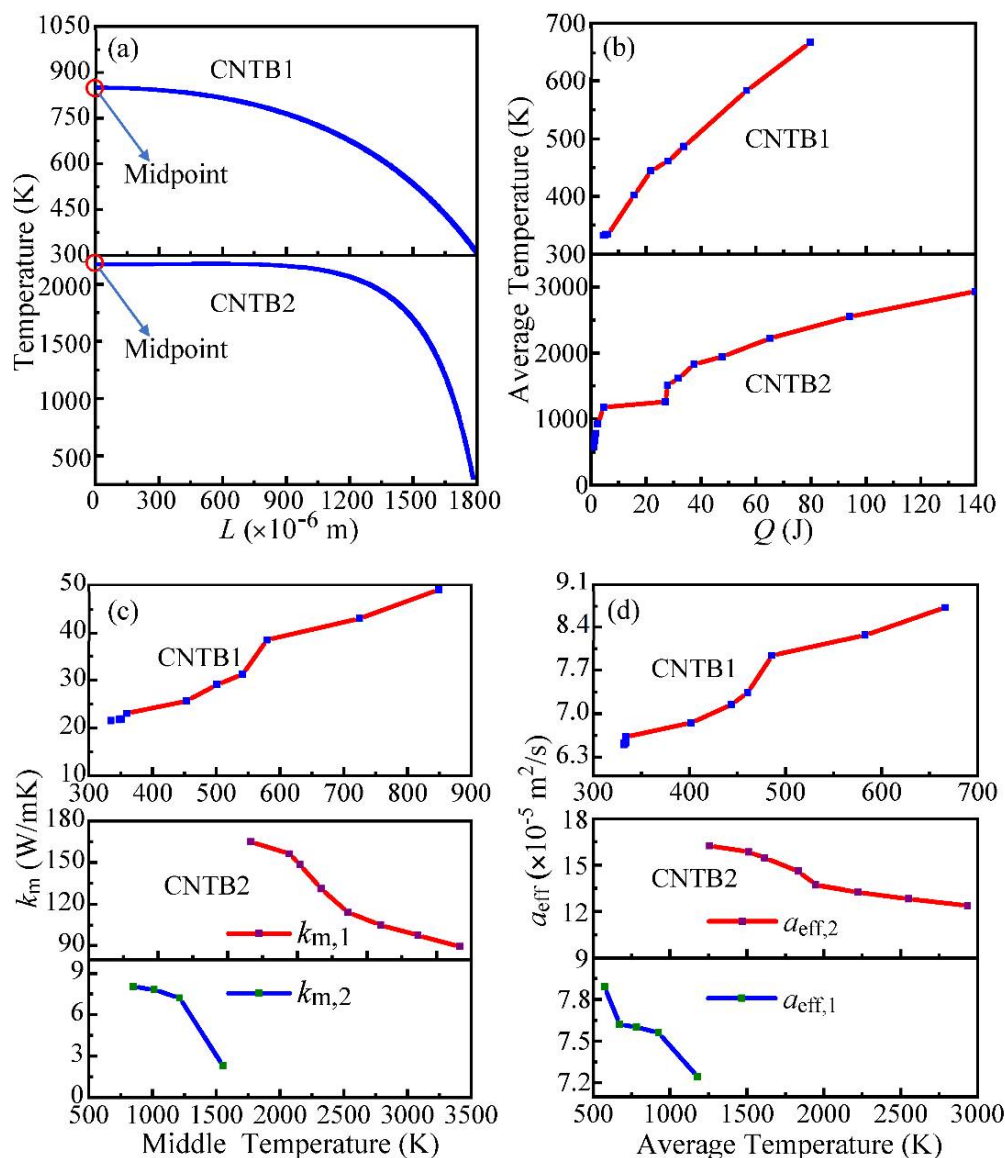 (a)
CNTB1
Midpoint
1050
900
750
600
450
300
CNTB2
Midpoint
2000
1500
1000
500
Temperature (K)
0 300 600 900 1200 1500 1800
L (×10⁻⁶ m)
(b)
CNTB1
700
600
500
400
300
CNTB2
3000
2000
1000
0
Average Temperature (K)
0 20 40 60 80 100 120 140
Q (J)
(c)
CNTB1
50
40
30
20
10
300 400 500 600 700 800 900
180
150
120
90
CNTB2
kₘ,₁
9
6
3
0
kₘ,₂
kₘ (W/mK)
500 1000 1500 2000 2500 3000 3500
Middle Temperature (K)
(d)
CNTB1
9.1
8.4
7.7
7.0
6.3
300 400 500 600 700
18
15
12
9
CNTB2
a_eff,2
7.8
7.5
7.2
a_eff,1
a_eff (×10⁻⁵ m²/s)
500 1000 1500 2000 2500 3000
Average Temperature (K)